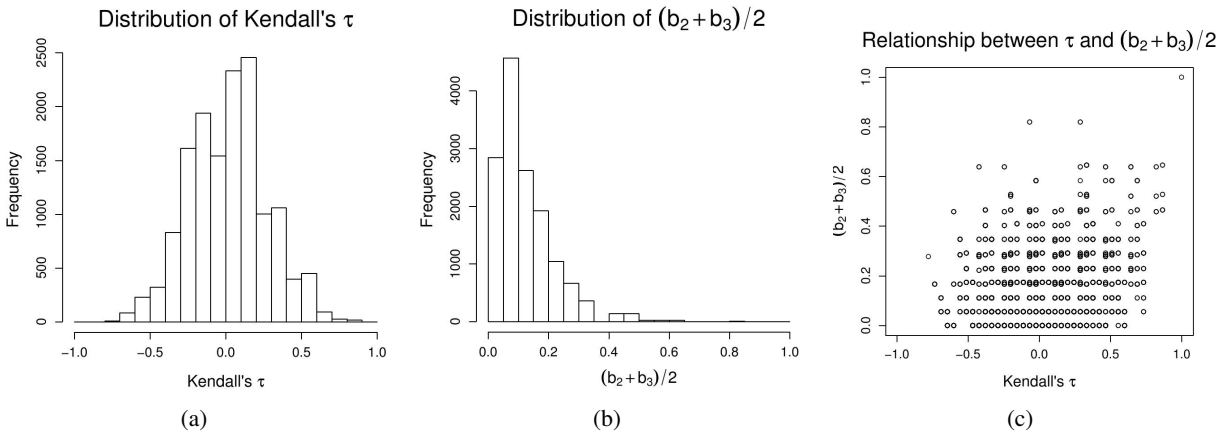 Distribution of Kendall's τ
Frequency
0
500
1000
1500
2000
2500
−1.0 −0.5 0.0 0.5 1.0
Kendall's τ
(a)
Distribution of (b₂+b₃)/2
Frequency
0
1000
2000
3000
4000
0.0 0.2 0.4 0.6 0.8 1.0
(b₂+b₃)/2
(b)
Relationship between τ and (b₂+b₃)/2
(b₂+b₃)/2
0.0
0.2
0.4
0.6
0.8
1.0
−1.0 −0.5 0.0 0.5 1.0
Kendall's τ
(c)